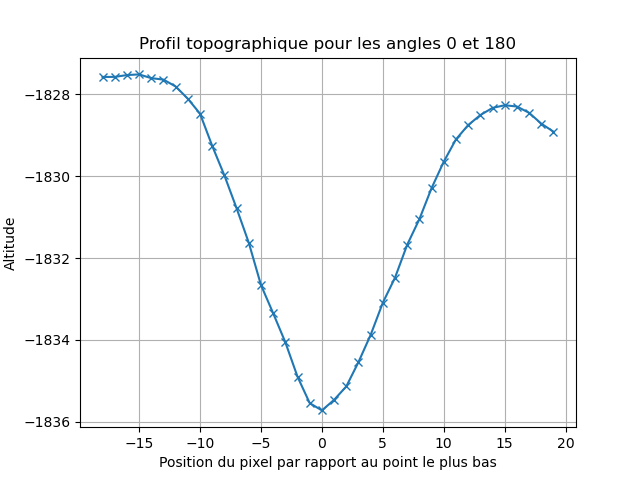 Profil topographique pour les angles 0 et 180
Altitude
−1828
−1830
−1832
−1834
−1836
−15 −10 −5 0 5 10 15 20
Position du pixel par rapport au point le plus bas